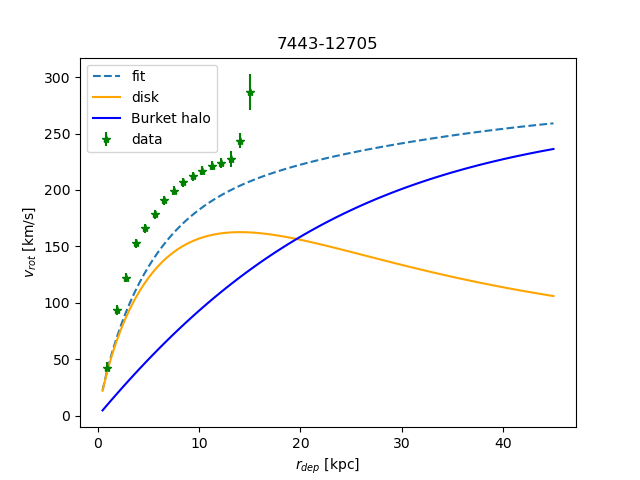 7443-12705
fit
disk
Burket halo
data
300
250
200
150
100
50
0
v_rot [km/s]
0 10 20 30 40
r_dep [kpc]